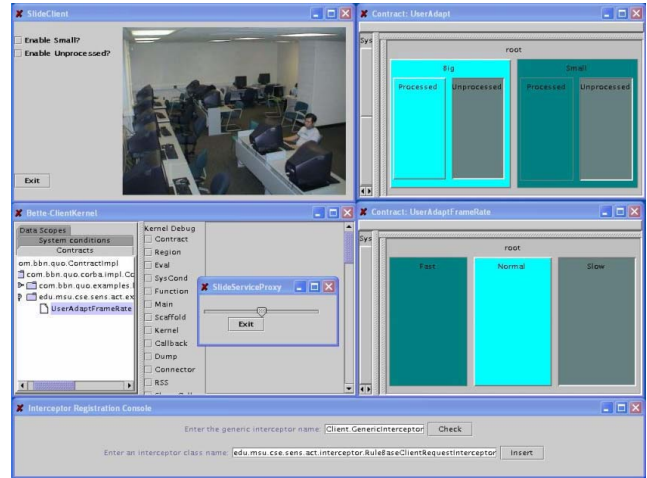 SlideClient
Enable Small?
Enable Unprocessed?
Exit
Contract: UserAdapt
Sys
root
Big
Small
Processed
Unprocessed
Processed
Unprocessed
Bette-ClientKernel
Data Scopes
System conditions
Contracts
om.bbn.quo.ContractImpl
com.bbn.quo.corba.impl.Cc
com.bbn.quo.examples.
edu.msu.cse.sens.act.ex
UserAdaptFrameRate
Kernel Debug
Contract
Region
Eval
SysCond
Function
Main
Scaffold
Kernel
Callback
Dump
Connector
RSS
SlideServiceProxy
Exit
Contract: UserAdaptFrameRate
Sys
root
Fast
Normal
Slow
Interceptor Registration Console
Enter the generic interceptor name: Client.GenericInterceptor Check
Enter an interceptor class name: edu.msu.cse.sens.act.interceptor.RuleBaseClientRequestInterceptor Insert